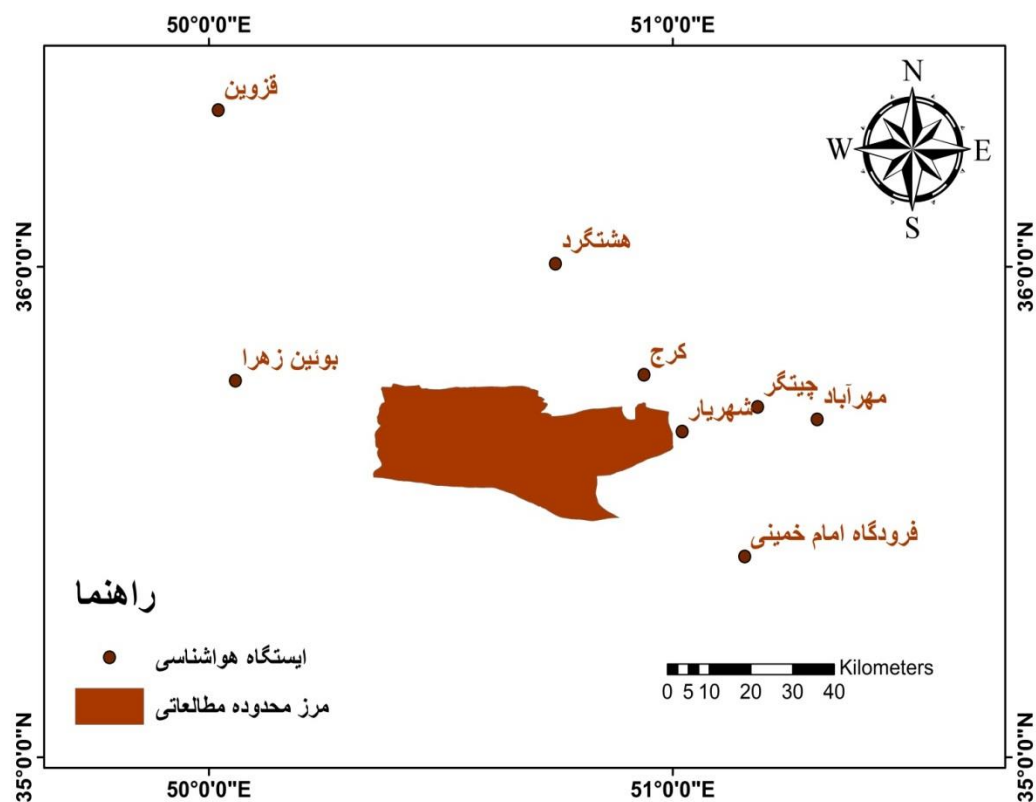 50°0'0"E
51°0'0"E
قزوین
N
W
E
S
هشتگرد
36°0'0"N
36°0'0"N
بوئین زهرا
کرج
چیتگر
مهرآباد
شهریار
فرودگاه امام خمینی
راهنما
ایستگاه هواشناسی
مرز محدوده مطالعاتی
Kilometers
0 5 10 20 30 40
35°0'0"N
35°0'0"N
50°0'0"E
51°0'0"E